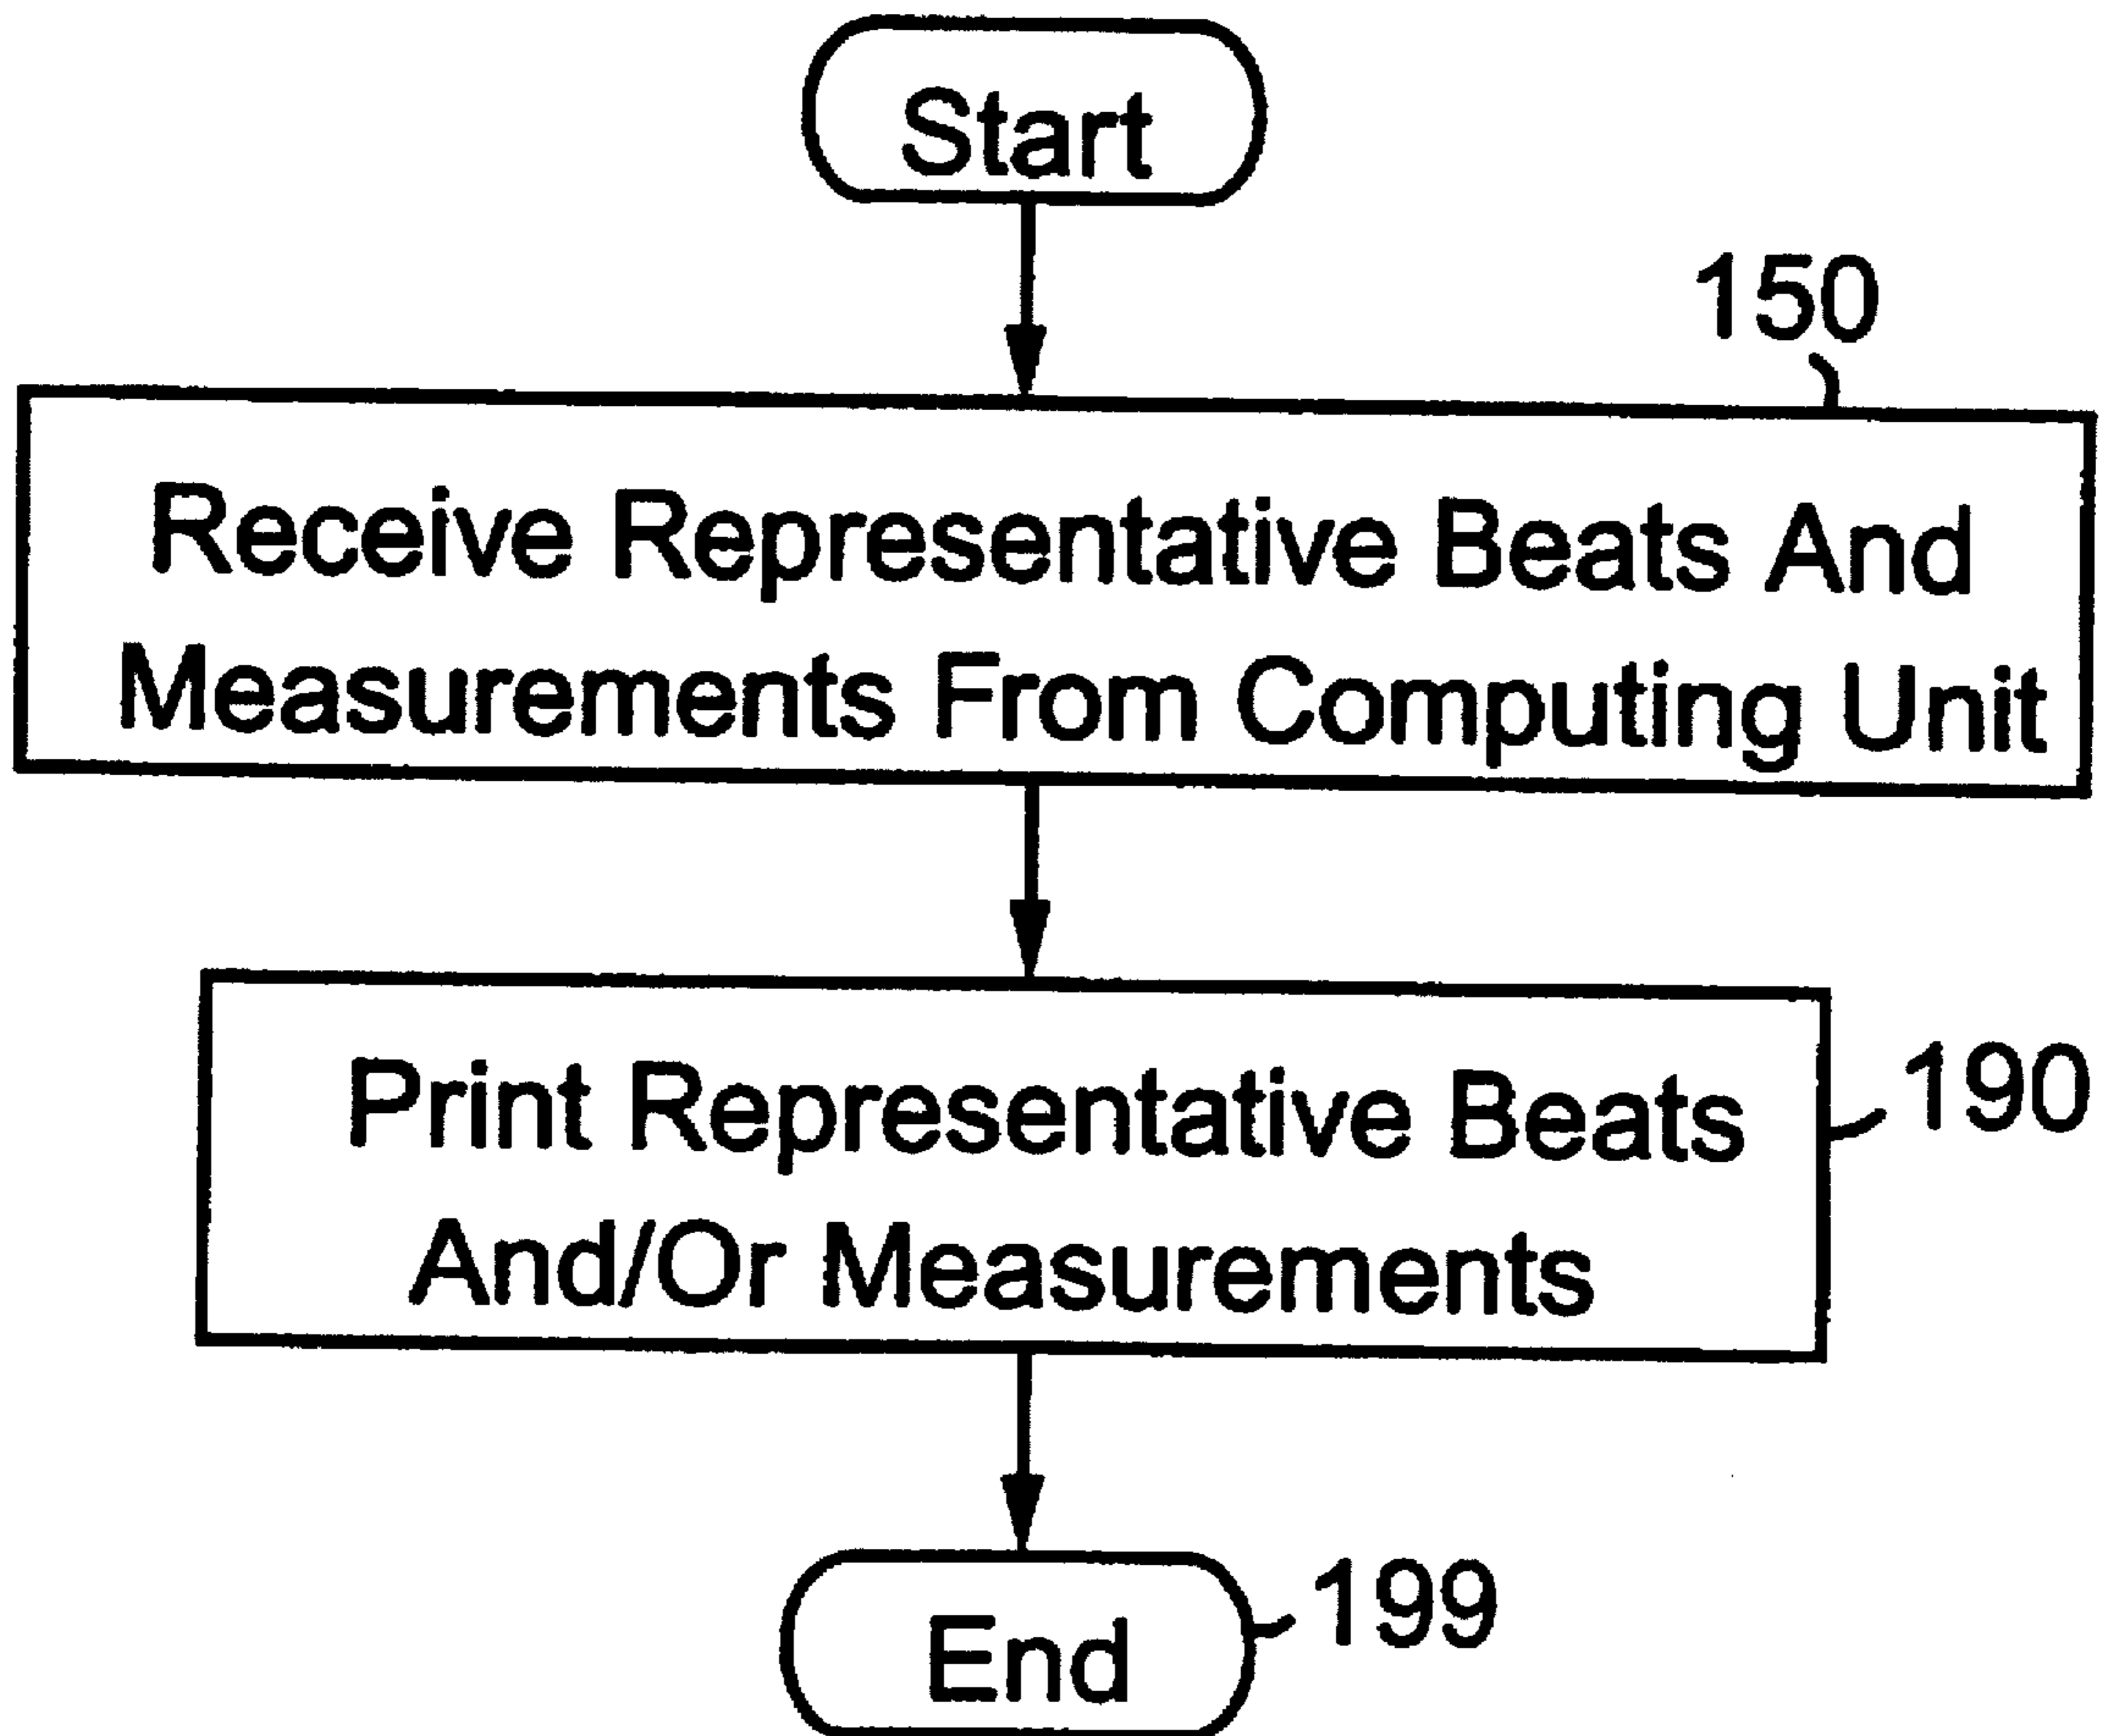 Start
150
Receive Representative Beats And
Measurements From Computing Unit
Print Representative Beats
And/Or Measurements
190
End
199